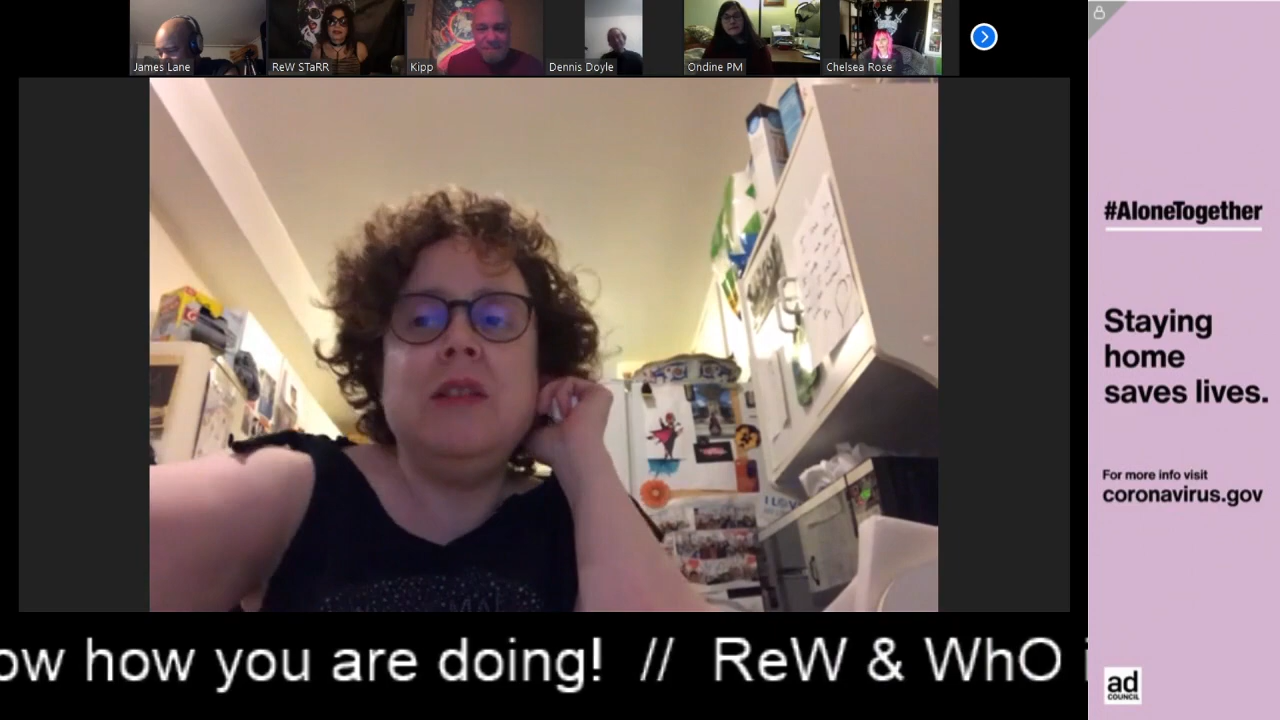 James Lane
ReW STaRR
Kipp
Dennis Doyle
Ondine PM
Chelsea Rose
#AloneTogether
Staying
home
saves lives.
For more info visit
coronavirus.gov
I LOV
ow how you are doing! // ReW & WhO i
ad
COUNCIL